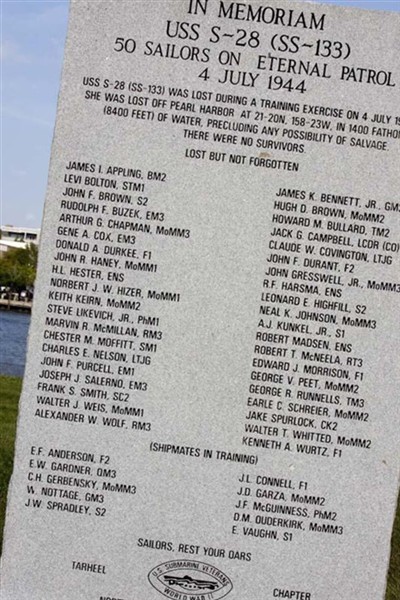 IN MEMORIAM
USS S~28 (SS~133)
50 SAILORS ON ETERNAL PATROL
4 JULY 1944
USS S-28 (SS-133) WAS LOST DURING A TRAINING EXERCISE ON 4 JULY
SHE WAS LOST OFF PEARL HARBOR AT 21-20N, 158-23W, IN 1400 FATHO
(8400 FEET) OF WATER, PRECLUDING ANY POSSIBILITY OF SALVAGE.
THERE WERE NO SURVIVORS
LOST BUT NOT FORGOTTEN
JAMES I. APPLING, BM2
LEVI BOLTON, STM1
JOHN F. BROWN, S2
RUDOLPH F. BUZEK, EM3
ARTHUR G. CHAPMAN, MoMM3
GENE A. COX, EM3
DONALD A. DURKEE, F1
JOHN R. HANEY, MoMM1
H.L. HESTER, ENS
NORBERT J. W. HIZER, MoMM1
KEITH KEIRN, MoMM2
STEVE LIKEVICH, JR., PhM1
MARVIN R. McMILLAN, RM3
CHESTER M. MOFFITT, SM1
CHARLES E. NELSON, LTJG
JOHN F. PURCELL, EM1
JOSEPH J. SALERNO, EM3
FRANK S. SMITH, SC2
WALTER J. WEIS, MoMM1
ALEXANDER W. WOLF. RM3
JAMES K. BENNETT, JR., GM
HUGH D. BROWN, MoMM2
HOWARD M. BULLARD, TM2
JACK G. CAMPBELL, LCDR (CO)
CLAUDE W. COVINGTON, LTJG
JOHN F. DURANT, F2
JOHN GRESSWELL, JR., MoMM3
R.F. HARSMA, ENS
LEONARD E. HIGHFILL, S2
NEAL K. JOHNSON, MoMM3
A.J. KUNKEL, JR., S1
ROBERT MADSEN, ENS
ROBERT T. McNEELA, RT3
EDWARD J. MORRISON, F1
GEORGE V. PEET, MoMM2
GEORGE R. RUNNELLS, TM3
EARLE C. SCHREIER, MoMM2
JAKE SPURLOCK, CK2
WALTER T. WHITTED, MoMM2
KENNETH A. WURTZ, F1
(SHIPMATES IN TRAINING)
E.F. ANDERSON, F2
E.W. GARDNER, QM3
C.H. GERBENSKY, MoMM3
W. NOTTAGE, GM3
J.W. SPRADLEY, S2
J.L. CONNELL, F1
J.D. GARZA, MoMM2
J.F. McGUINNESS, PhM2
D.M. OUDERKIRK, MoMM3
E. VAUGHN, S1
SAILORS, REST YOUR OARS
TARHEEL
U.S. SUBMARINE VETERANS
WORLD WAR II
CHAPTER